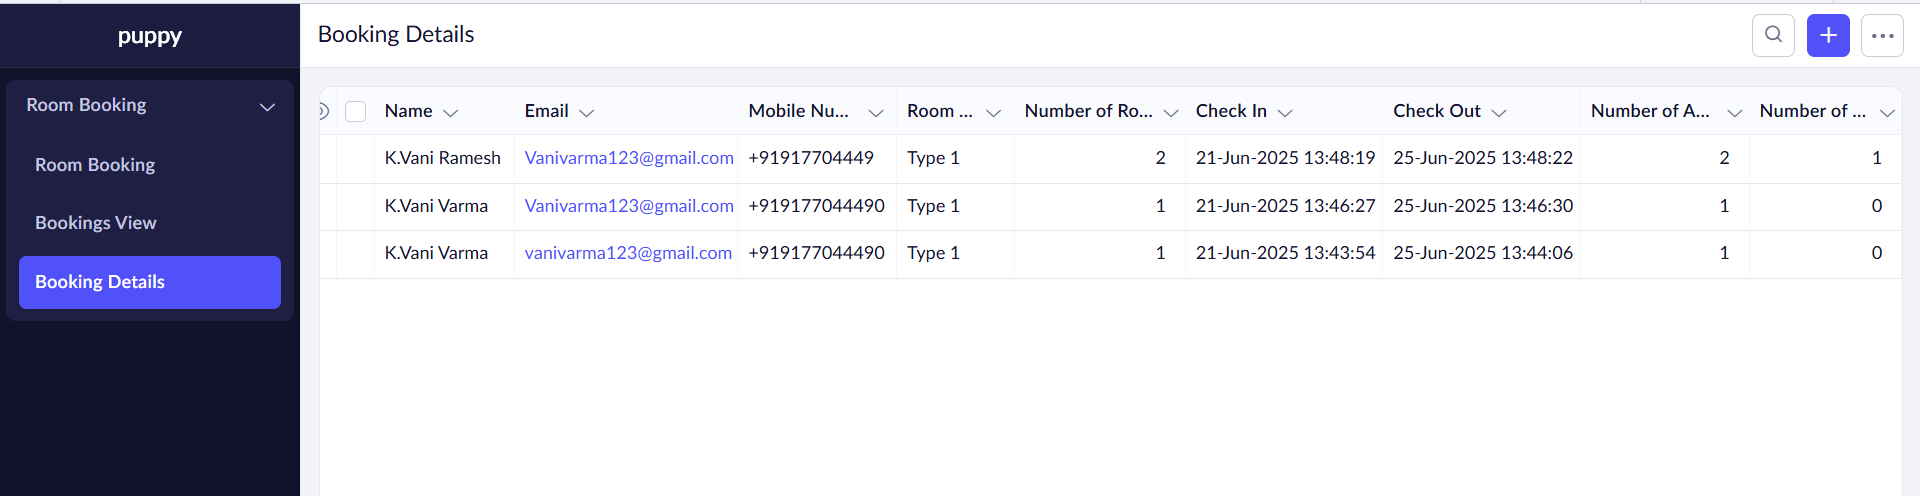 puppy
Booking Details
Room Booking
Room Booking
Bookings View
Booking Details
Name Email Mobile Nu... Room ... Number of Ro... Check In Check Out Number of A... Number of ...
K.Vani Ramesh Vanivarma123@gmail.com +91917704449 Type 1 2 21-Jun-2025 13:48:19 25-Jun-2025 13:48:22 2 1
K.Vani Varma Vanivarma123@gmail.com +919177044490 Type 1 1 21-Jun-2025 13:46:27 25-Jun-2025 13:46:30 1 0
K.Vani Varma vanivarma123@gmail.com +919177044490 Type 1 1 21-Jun-2025 13:43:54 25-Jun-2025 13:44:06 1 0